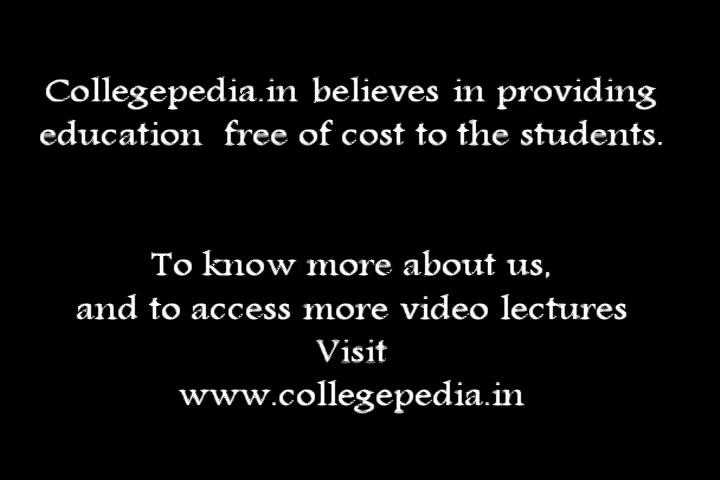 Collegepedia.in believes in providing
education free of cost to the students.
To know more about us,
and to access more video lectures
Visit
www.collegepedia.in